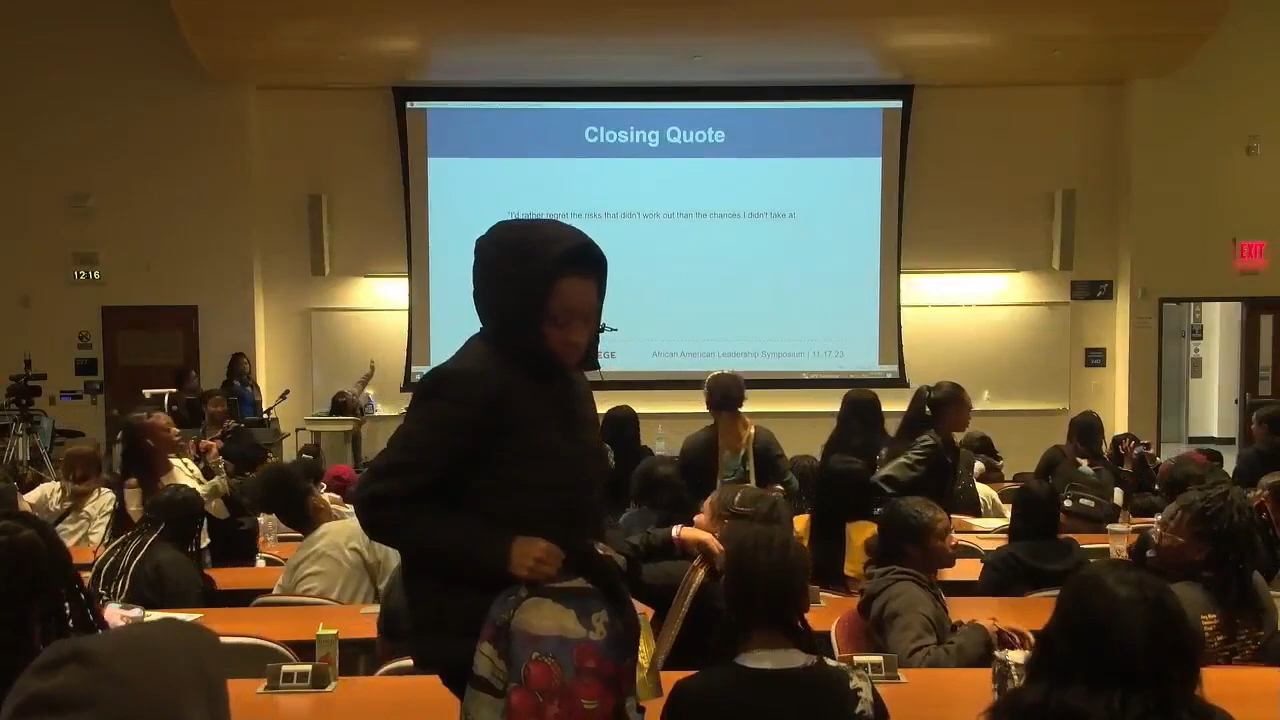 Closing Quote
"I'd rather regret the risks that didn't work out than the chances I didn't take at
12:16
EXIT
EGE
African American Leadership Symposium | 11.17.23